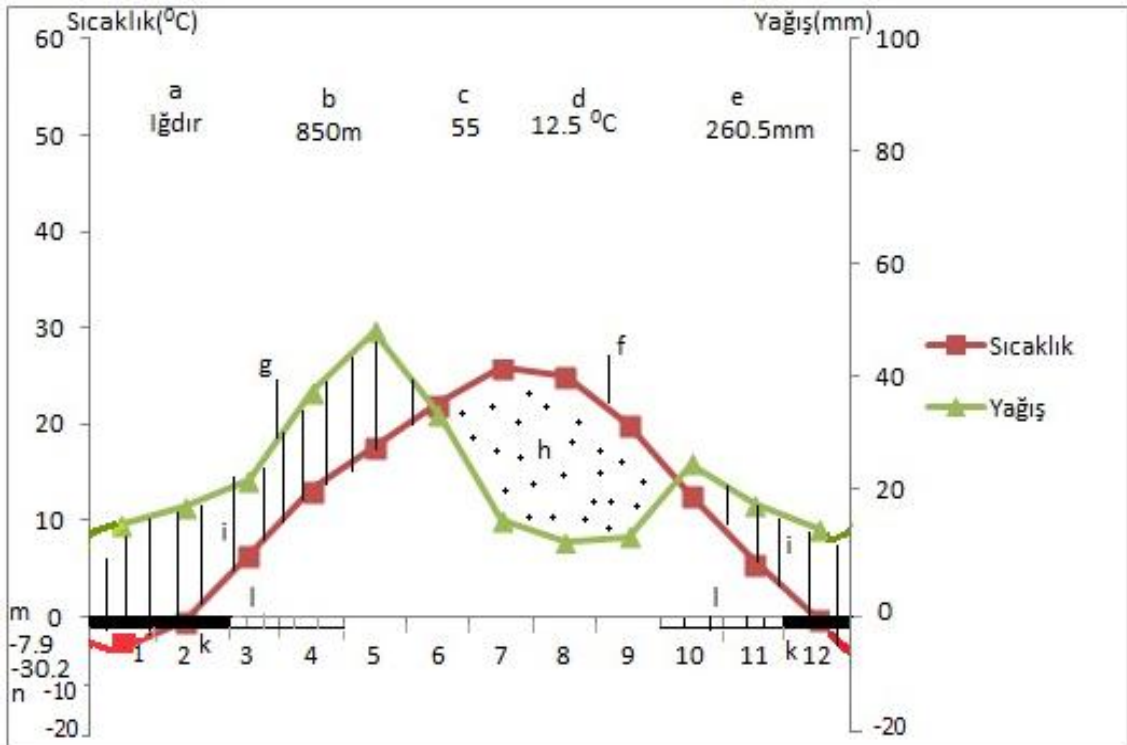 Sıcaklık(⁰C) Yağış(mm)
60 100
a b c d e
Iğdır 850m 55 12.5 ⁰C 260.5mm
50
80
40
60
30
g f
Sıcaklık
40
Yağış
20
h
20
10
i i
l l
m 0 0
-7.9 k k
1 2 3 4 5 6 7 8 9 10 11 12
-30.2
n -10
-20 -20